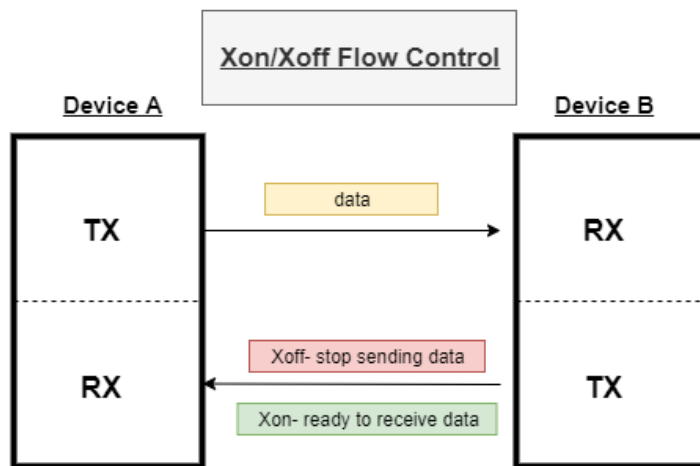 Xon/Xoff Flow Control
Device A
Device B
TX
data
RX
RX
Xoff- stop sending data
Xon- ready to receive data
TX